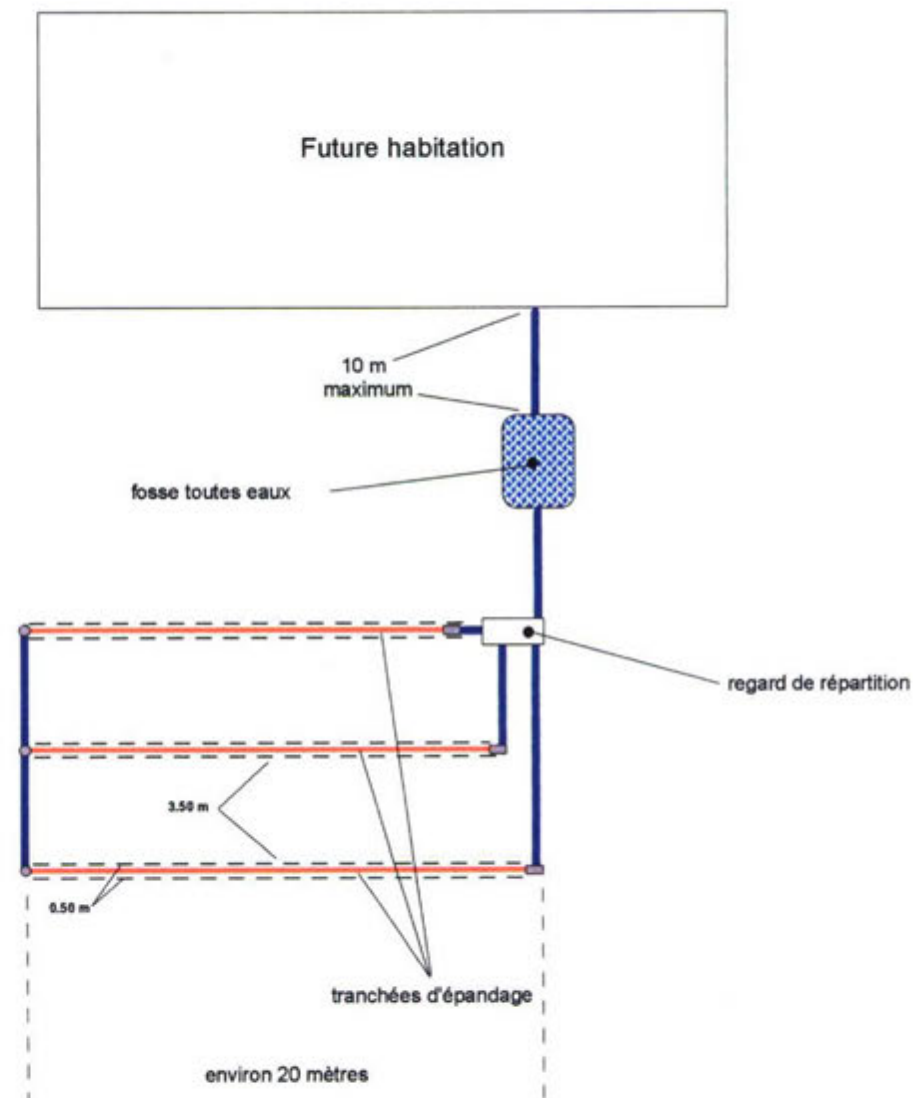 Future habitation
10 m
maximum
fosse toutes eaux
regard de répartition
3.50 m
0.50 m
tranchées d'épandage
environ 20 mètres